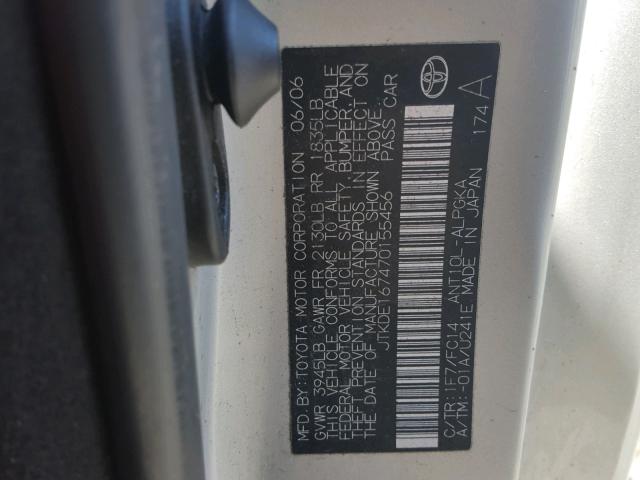 MFD. BY: TOYOTA MOTOR CORPORATION 06/06
GVWR 3945LB GAWR FR 2130LB RR 1835LB
THIS VEHICLE CONFORMS TO ALL APPLICABLE
FEDERAL MOTOR VEHICLE SAFETY, BUMPER, AND
THEFT PREVENTION STANDARDS IN EFFECT ON
THE DATE OF MANUFACTURE SHOWN ABOVE.
JTKDE167470155456 PASS CAR
C/TR: 1F7/FC14 ANT10L-ALPGKA
A/TM: -01A/U241E MADE IN JAPAN
174 A